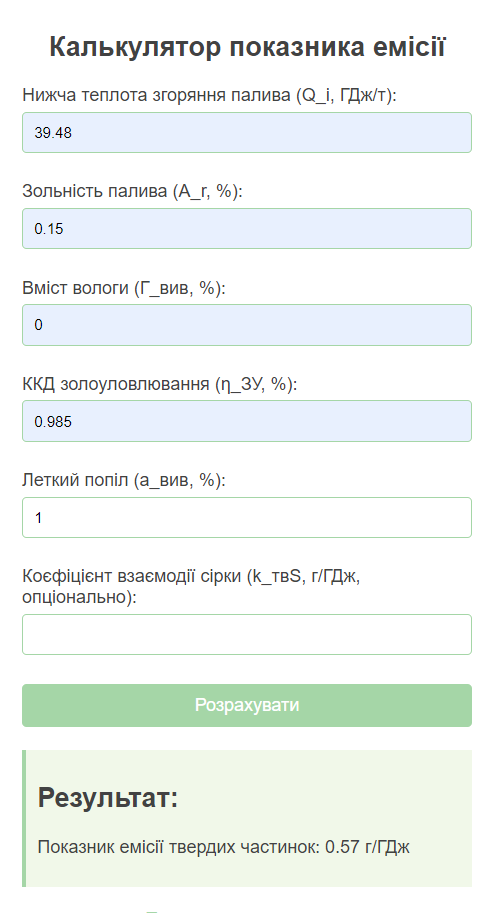 Калькулятор показника емісії
Нижча теплота згоряння палива (Q_i, ГДж/т):
39.48
Зольність палива (A_r, %):
0.15
Вміст вологи (Г_вив, %):
0
ККД золоуловлювання (η_ЗУ, %):
0.985
Леткий попіл (a_вив, %):
1
Коєфіцієнт взаємодії сірки (k_твS, г/ГДж,
опціонально):
Розрахувати
Результат:
Показник емісії твердих частинок: 0.57 г/ГДж